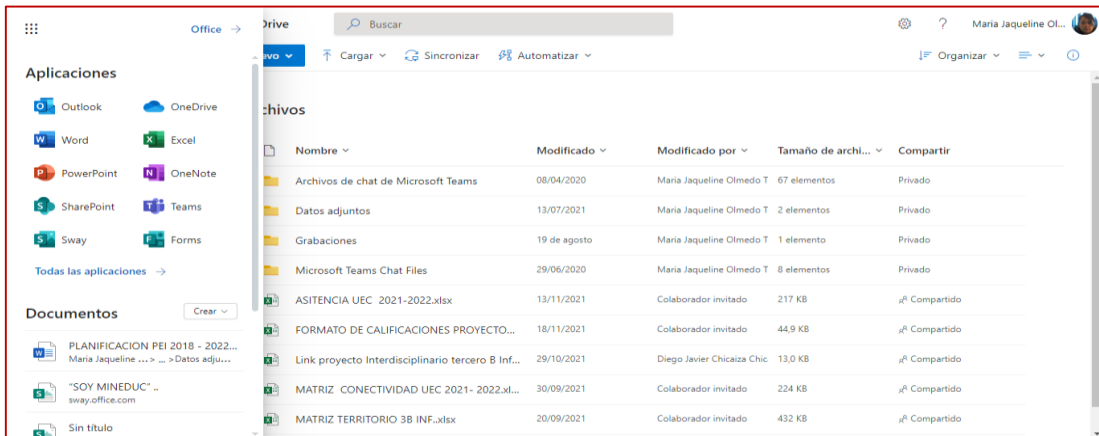 Office →
Drive
Buscar
?
Maria Jaqueline Ol...
evo
Cargar
Sincronizar
Automatizar
Organizar
Aplicaciones
Outlook
OneDrive
Word
Excel
PowerPoint
OneNote
SharePoint
Teams
Sway
Forms
Todas las aplicaciones →
Documentos
Crear
PLANIFICACION PEI 2018 - 2022...
Maria Jaqueline ... > ... > Datos adju...
"SOY MINEDUC" ..
sway.office.com
Sin título
chivos
Nombre Modificado Modificado por Tamaño de archi... Compartir
Archivos de chat de Microsoft Teams 08/04/2020 Maria Jaqueline Olmedo T 67 elementos Privado
Datos adjuntos 13/07/2021 Maria Jaqueline Olmedo T 2 elementos Privado
Grabaciones 19 de agosto Maria Jaqueline Olmedo T 1 elemento Privado
Microsoft Teams Chat Files 29/06/2020 Maria Jaqueline Olmedo T 8 elementos Privado
ASITENCIA UEC 2021-2022.xlsx 13/11/2021 Colaborador invitado 217 KB Compartido
FORMATO DE CALIFICACIONES PROYECTO... 18/11/2021 Colaborador invitado 44,9 KB Compartido
Link proyecto Interdisciplinario tercero B Inf... 29/10/2021 Diego Javier Chicaiza Chic 13,0 KB Compartido
MATRIZ CONECTIVIDAD UEC 2021- 2022.xl... 30/09/2021 Colaborador invitado 224 KB Compartido
MATRIZ TERRITORIO 3B INF..xlsx 20/09/2021 Colaborador invitado 432 KB Compartido